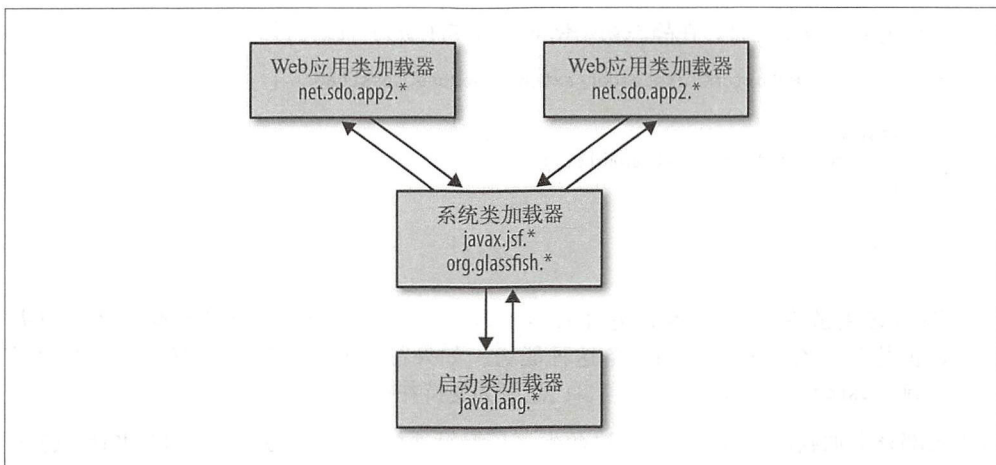 Web应用类加载器
net.sdo.app2.*
Web应用类加载器
net.sdo.app2.*
系统类加载器
javax.jsf.*
org.glassfish.*
启动类加载器
java.lang.*